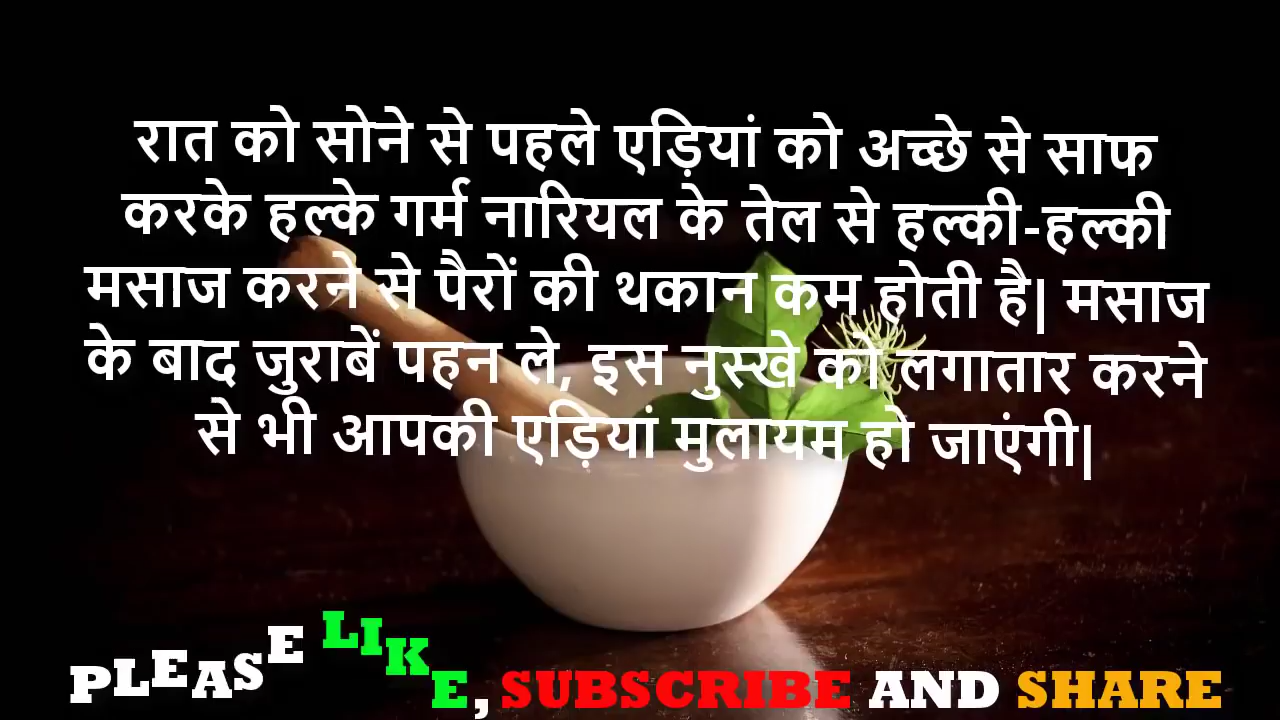 रात को सोने से पहले एड़ियां को अच्छे से साफ
करके हल्के गर्म नारियल के तेल से हल्की-हल्की
मसाज करने से पैरों की थकान कम होती है|  मसाज
के बाद जुराबें पहन ले, इस नुस्खे को लगातार करने
से भी आपकी एड़ियां मुलायम हो जाएंगी|
PLEASE LIKE, SUBSCRIBE AND SHARE